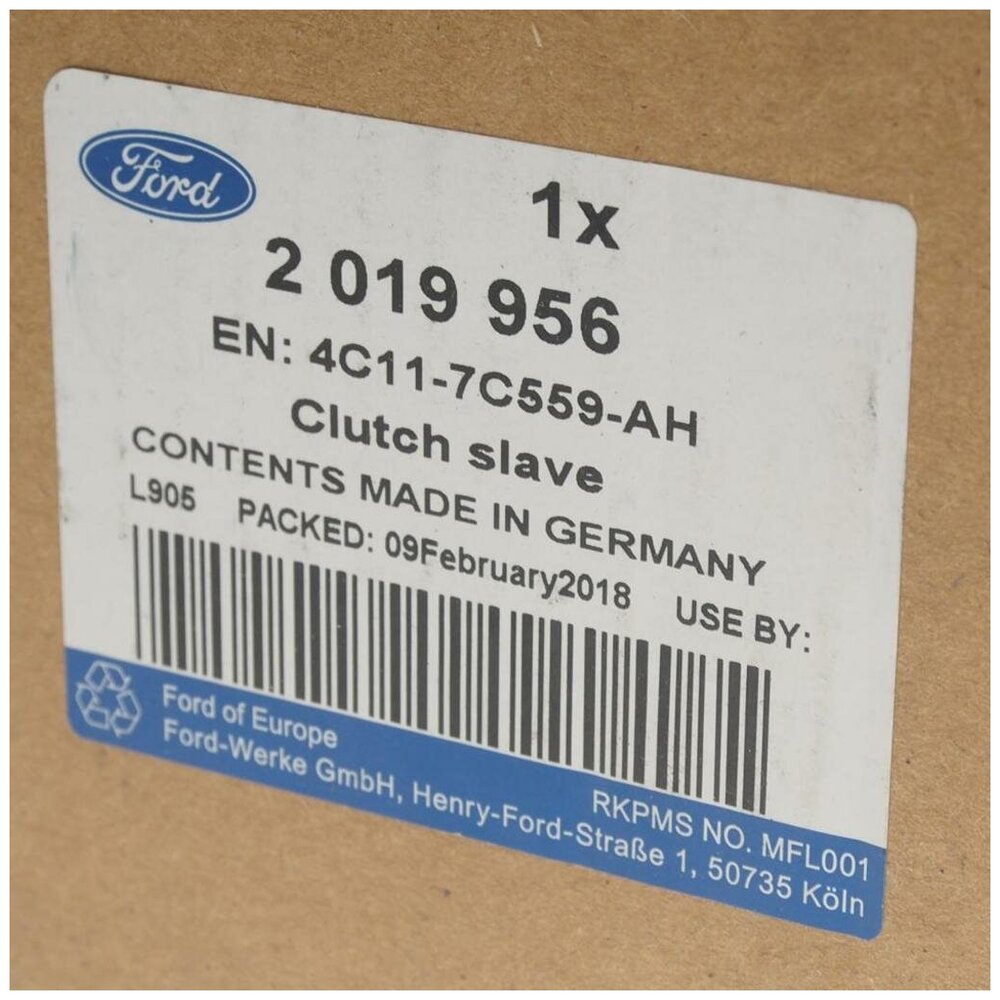 Ford
1x
2 019 956
EN: 4C11-7C559-AH
Clutch slave
CONTENTS MADE IN GERMANY
L905 PACKED: 09February2018 USE BY:
RKPMS NO. MFL001
Ford of Europe
Ford-Werke GmbH, Henry-Ford-Straße 1, 50735 Köln